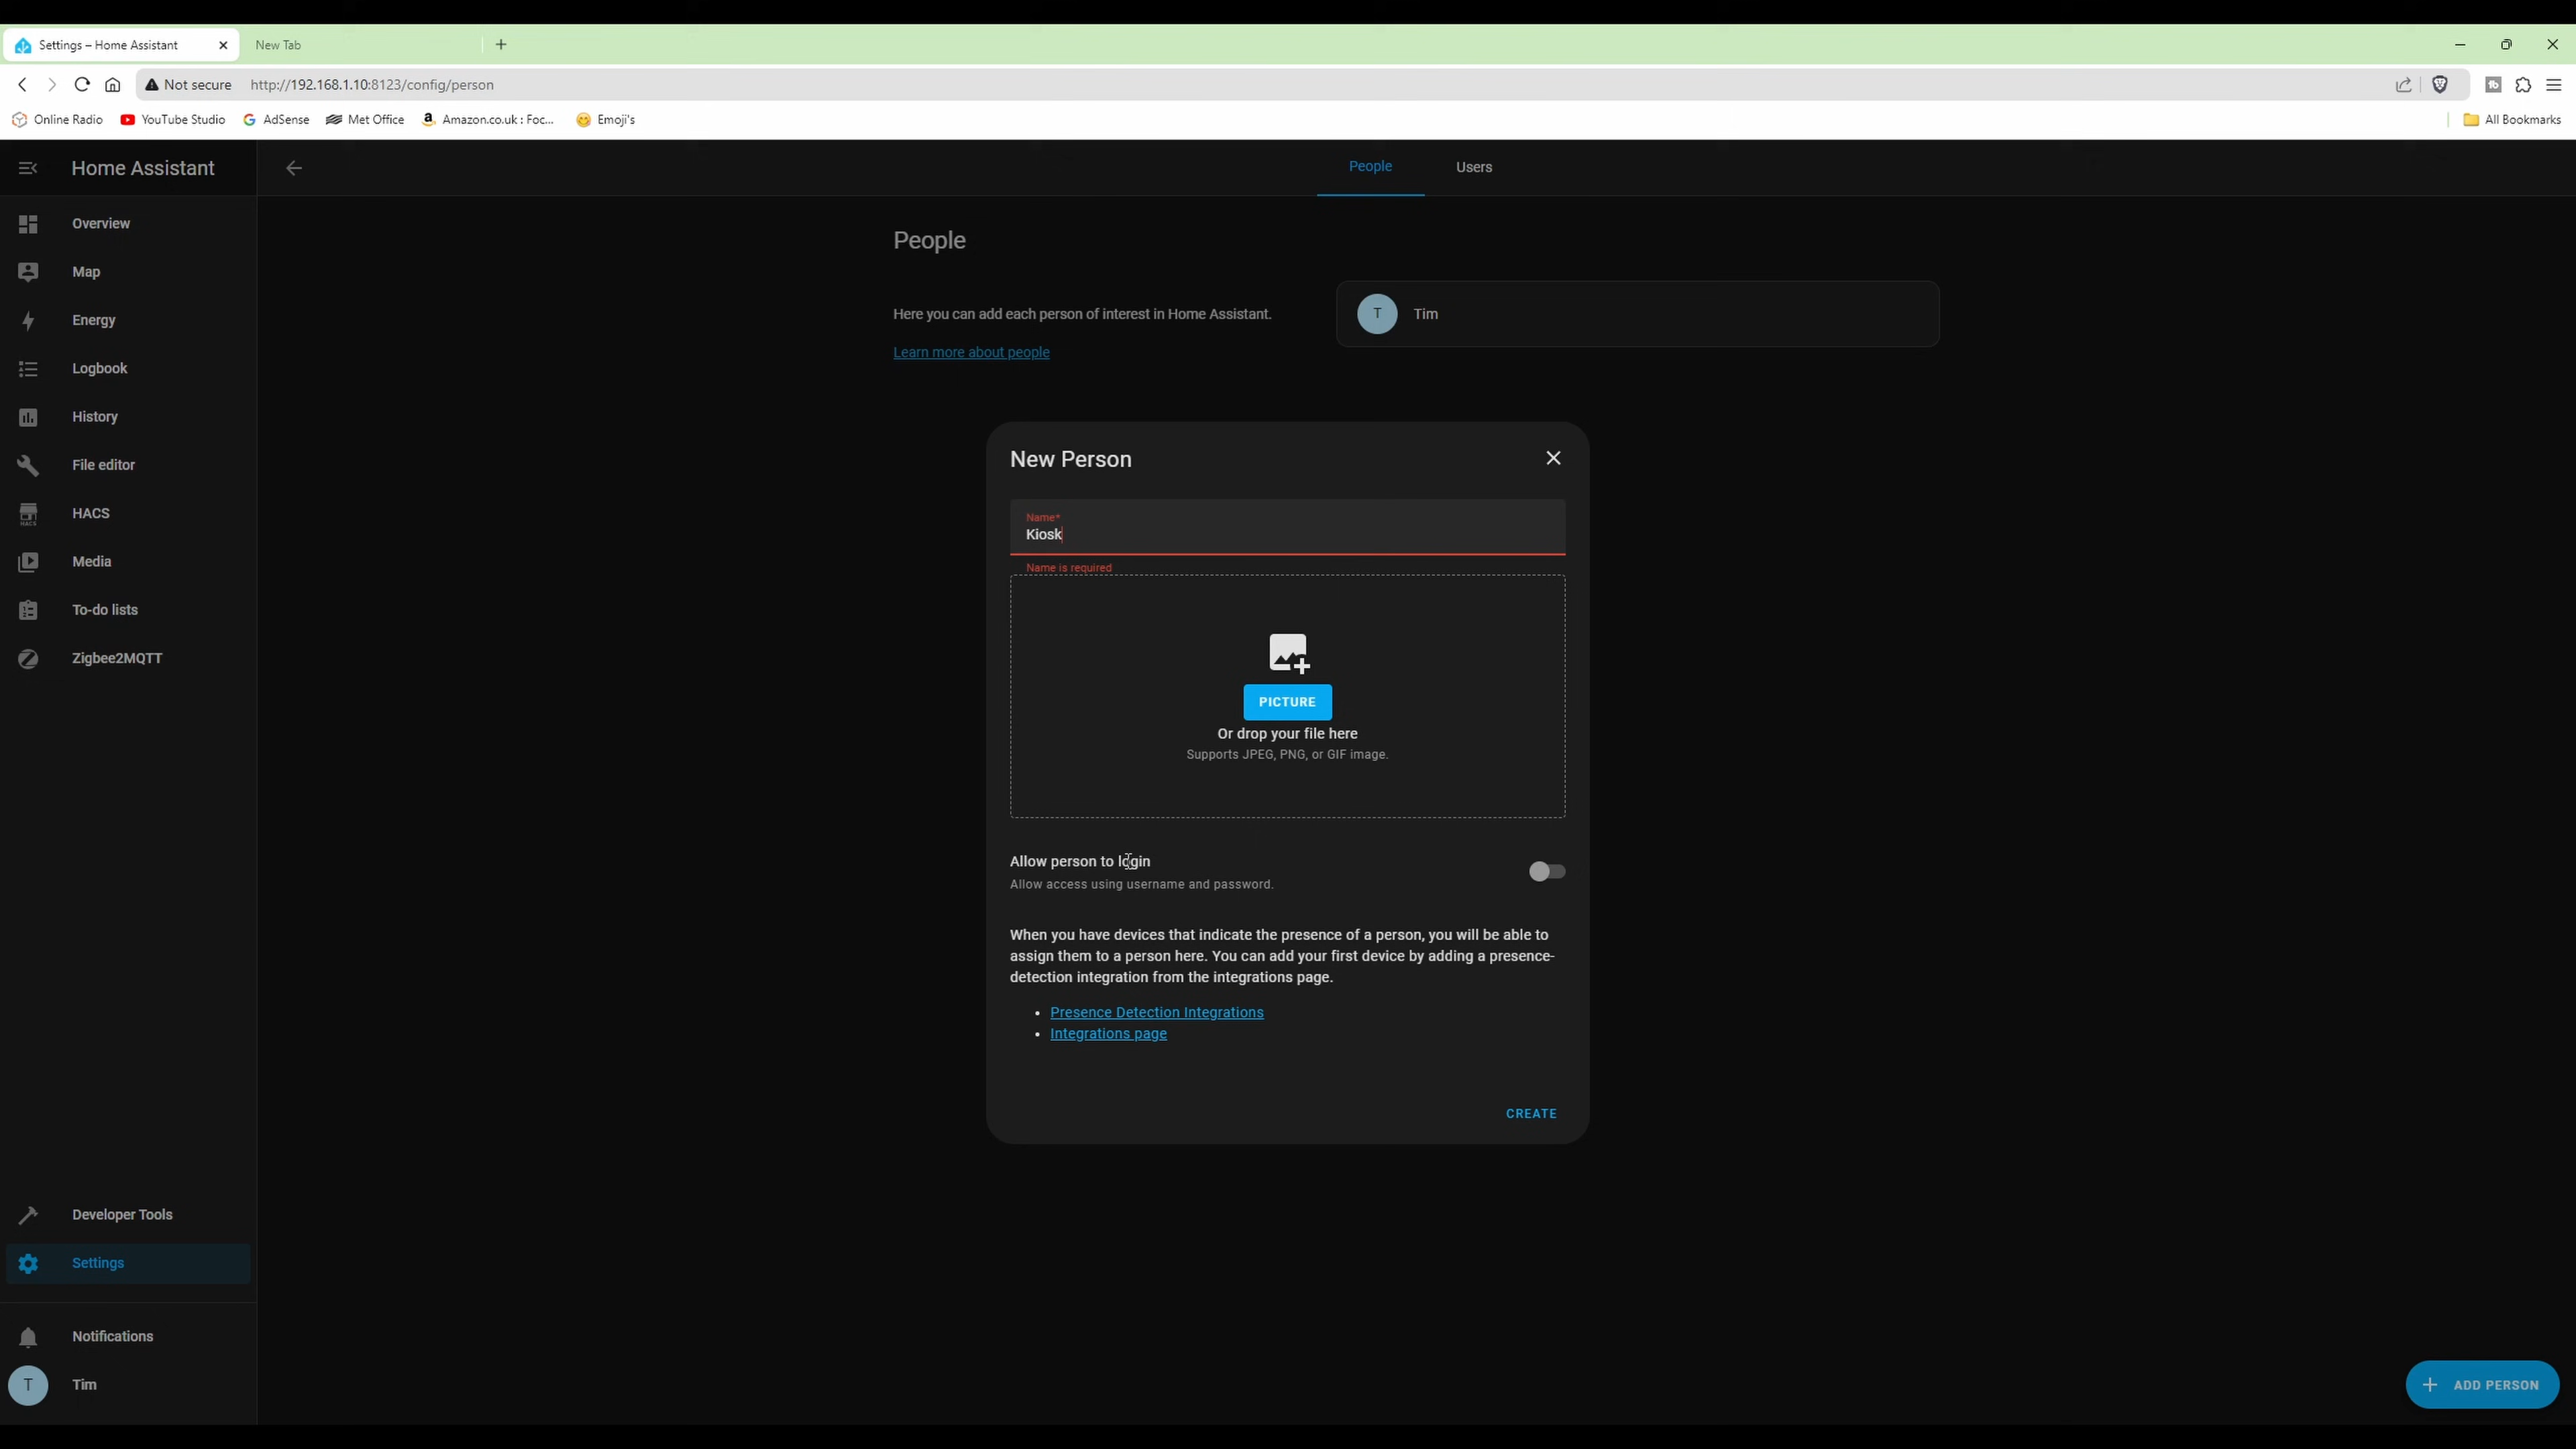 Settings – Home Assistant
New Tab
Not secure
http://192.168.1.10:8123/config/person
Online Radio
YouTube Studio
AdSense
Met Office
Amazon.co.uk : Foc...
Emoji's
All Bookmarks
Home Assistant
People
Users
Overview
Map
Energy
Logbook
History
File editor
HACS
HACS
Media
To-do lists
Zigbee2MQTT
Developer Tools
Settings
Notifications
T
Tim
People
Here you can add each person of interest in Home Assistant.
Learn more about people
T
Tim
New Person
Name*
Kiosk
Name is required
PICTURE
Or drop your file here
Supports JPEG, PNG, or GIF image.
Allow person to login
Allow access using username and password.
When you have devices that indicate the presence of a person, you will be able to
assign them to a person here. You can add your first device by adding a presence-
detection integration from the integrations page.
• Presence Detection Integrations
• Integrations page
CREATE
ADD PERSON